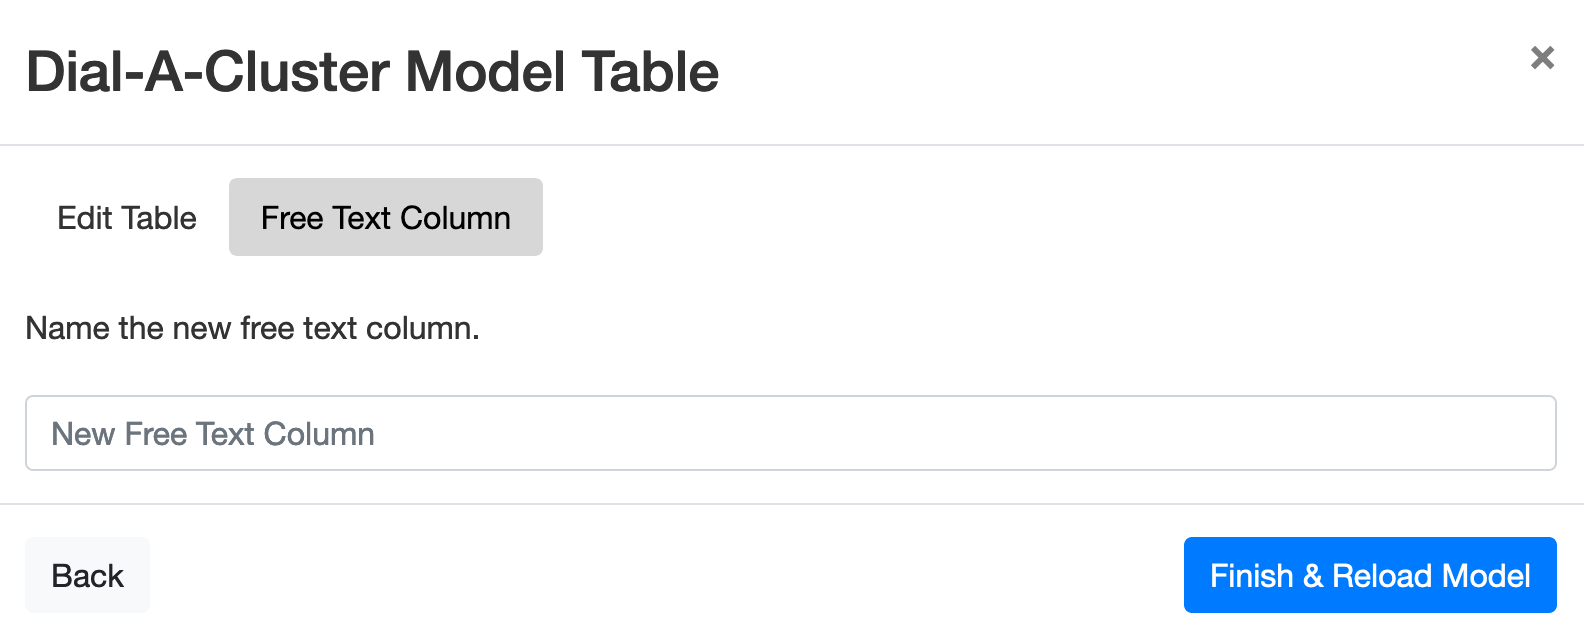 Dial-A-Cluster Model Table
×
Edit Table Free Text Column
Name the new free text column.
New Free Text Column
Back Finish & Reload Model